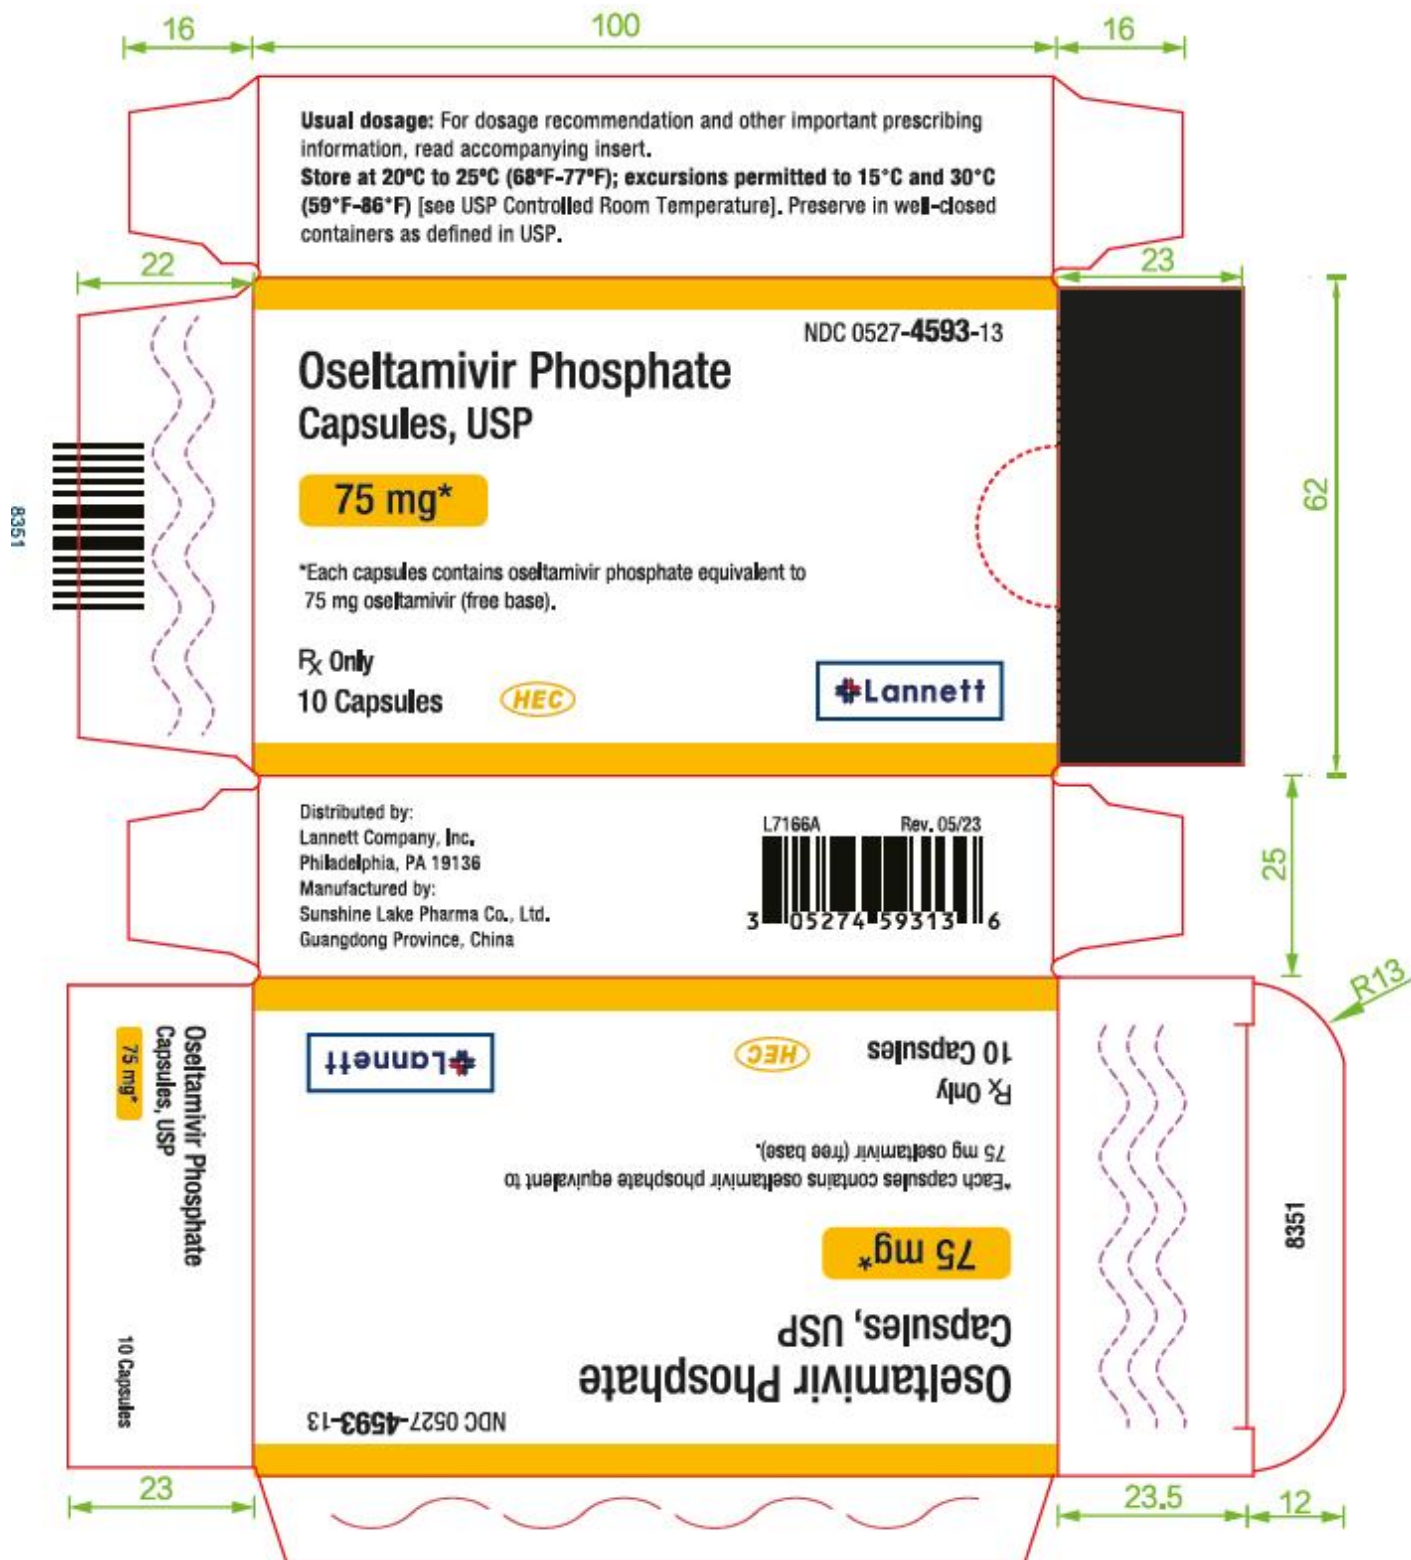 16
100
16
Usual dosage: For dosage recommendation and other important prescribing
information, read accompanying insert.
Store at 20°C to 25°C (68°F-77°F); excursions permitted to 15°C and 30°C
(59°F-86°F) [see USP Controlled Room Temperature]. Preserve in well-closed
containers as defined in USP.
22
23
NDC 0527-4593-13
Oseltamivir Phosphate
Capsules, USP
75 mg*
*Each capsules contains oseltamivir phosphate equivalent to
75 mg oseltamivir (free base).
Rx Only
10 Capsules
HEC
Lannett
8351
62
Distributed by:
Lannett Company, Inc.
Philadelphia, PA 19136
Manufactured by:
Sunshine Lake Pharma Co., Ltd.
Guangdong Province, China
L7166A Rev. 05/23
3 05274 59313 6
25
R13
Oseltamivir Phosphate
Capsules, USP
75 mg*
10 Capsules
NDC 0527-4593-13
Oseltamivir Phosphate
Capsules, USP
75 mg*
*Each capsules contains oseltamivir phosphate equivalent to
75 mg oseltamivir (free base).
Rx Only
10 Capsules
HEC
Lannett
8351
23
23.5
12